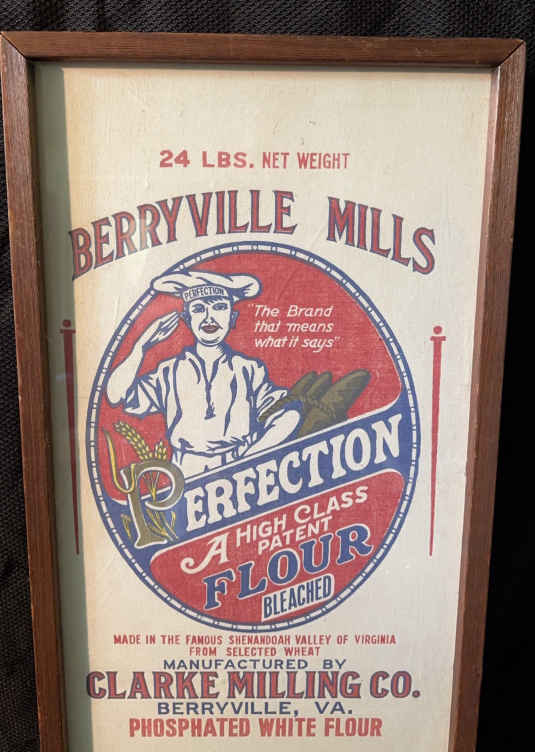 24 LBS. NET WEIGHT
BERRYVILLE MILLS
PERFECTION
"The Brand
that means
what it says"
PERFECTION
A HIGH CLASS
PATENT
FLOUR
BLEACHED
MADE IN THE FAMOUS SHENANDOAH VALLEY OF VIRGINIA
FROM SELECTED WHEAT
MANUFACTURED BY
CLARKE MILLING CO.
BERRYVILLE, VA.
PHOSPHATED WHITE FLOUR